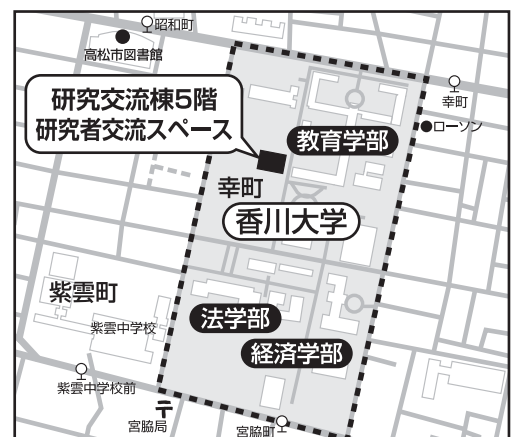 昭和町
高松市図書館
研究交流棟5階
研究者交流スペース
幸町
ローソン
教育学部
幸町
香川大学
紫雲町
法学部
紫雲中学校
経済学部
紫雲中学校前
宮脇局
宮脇町